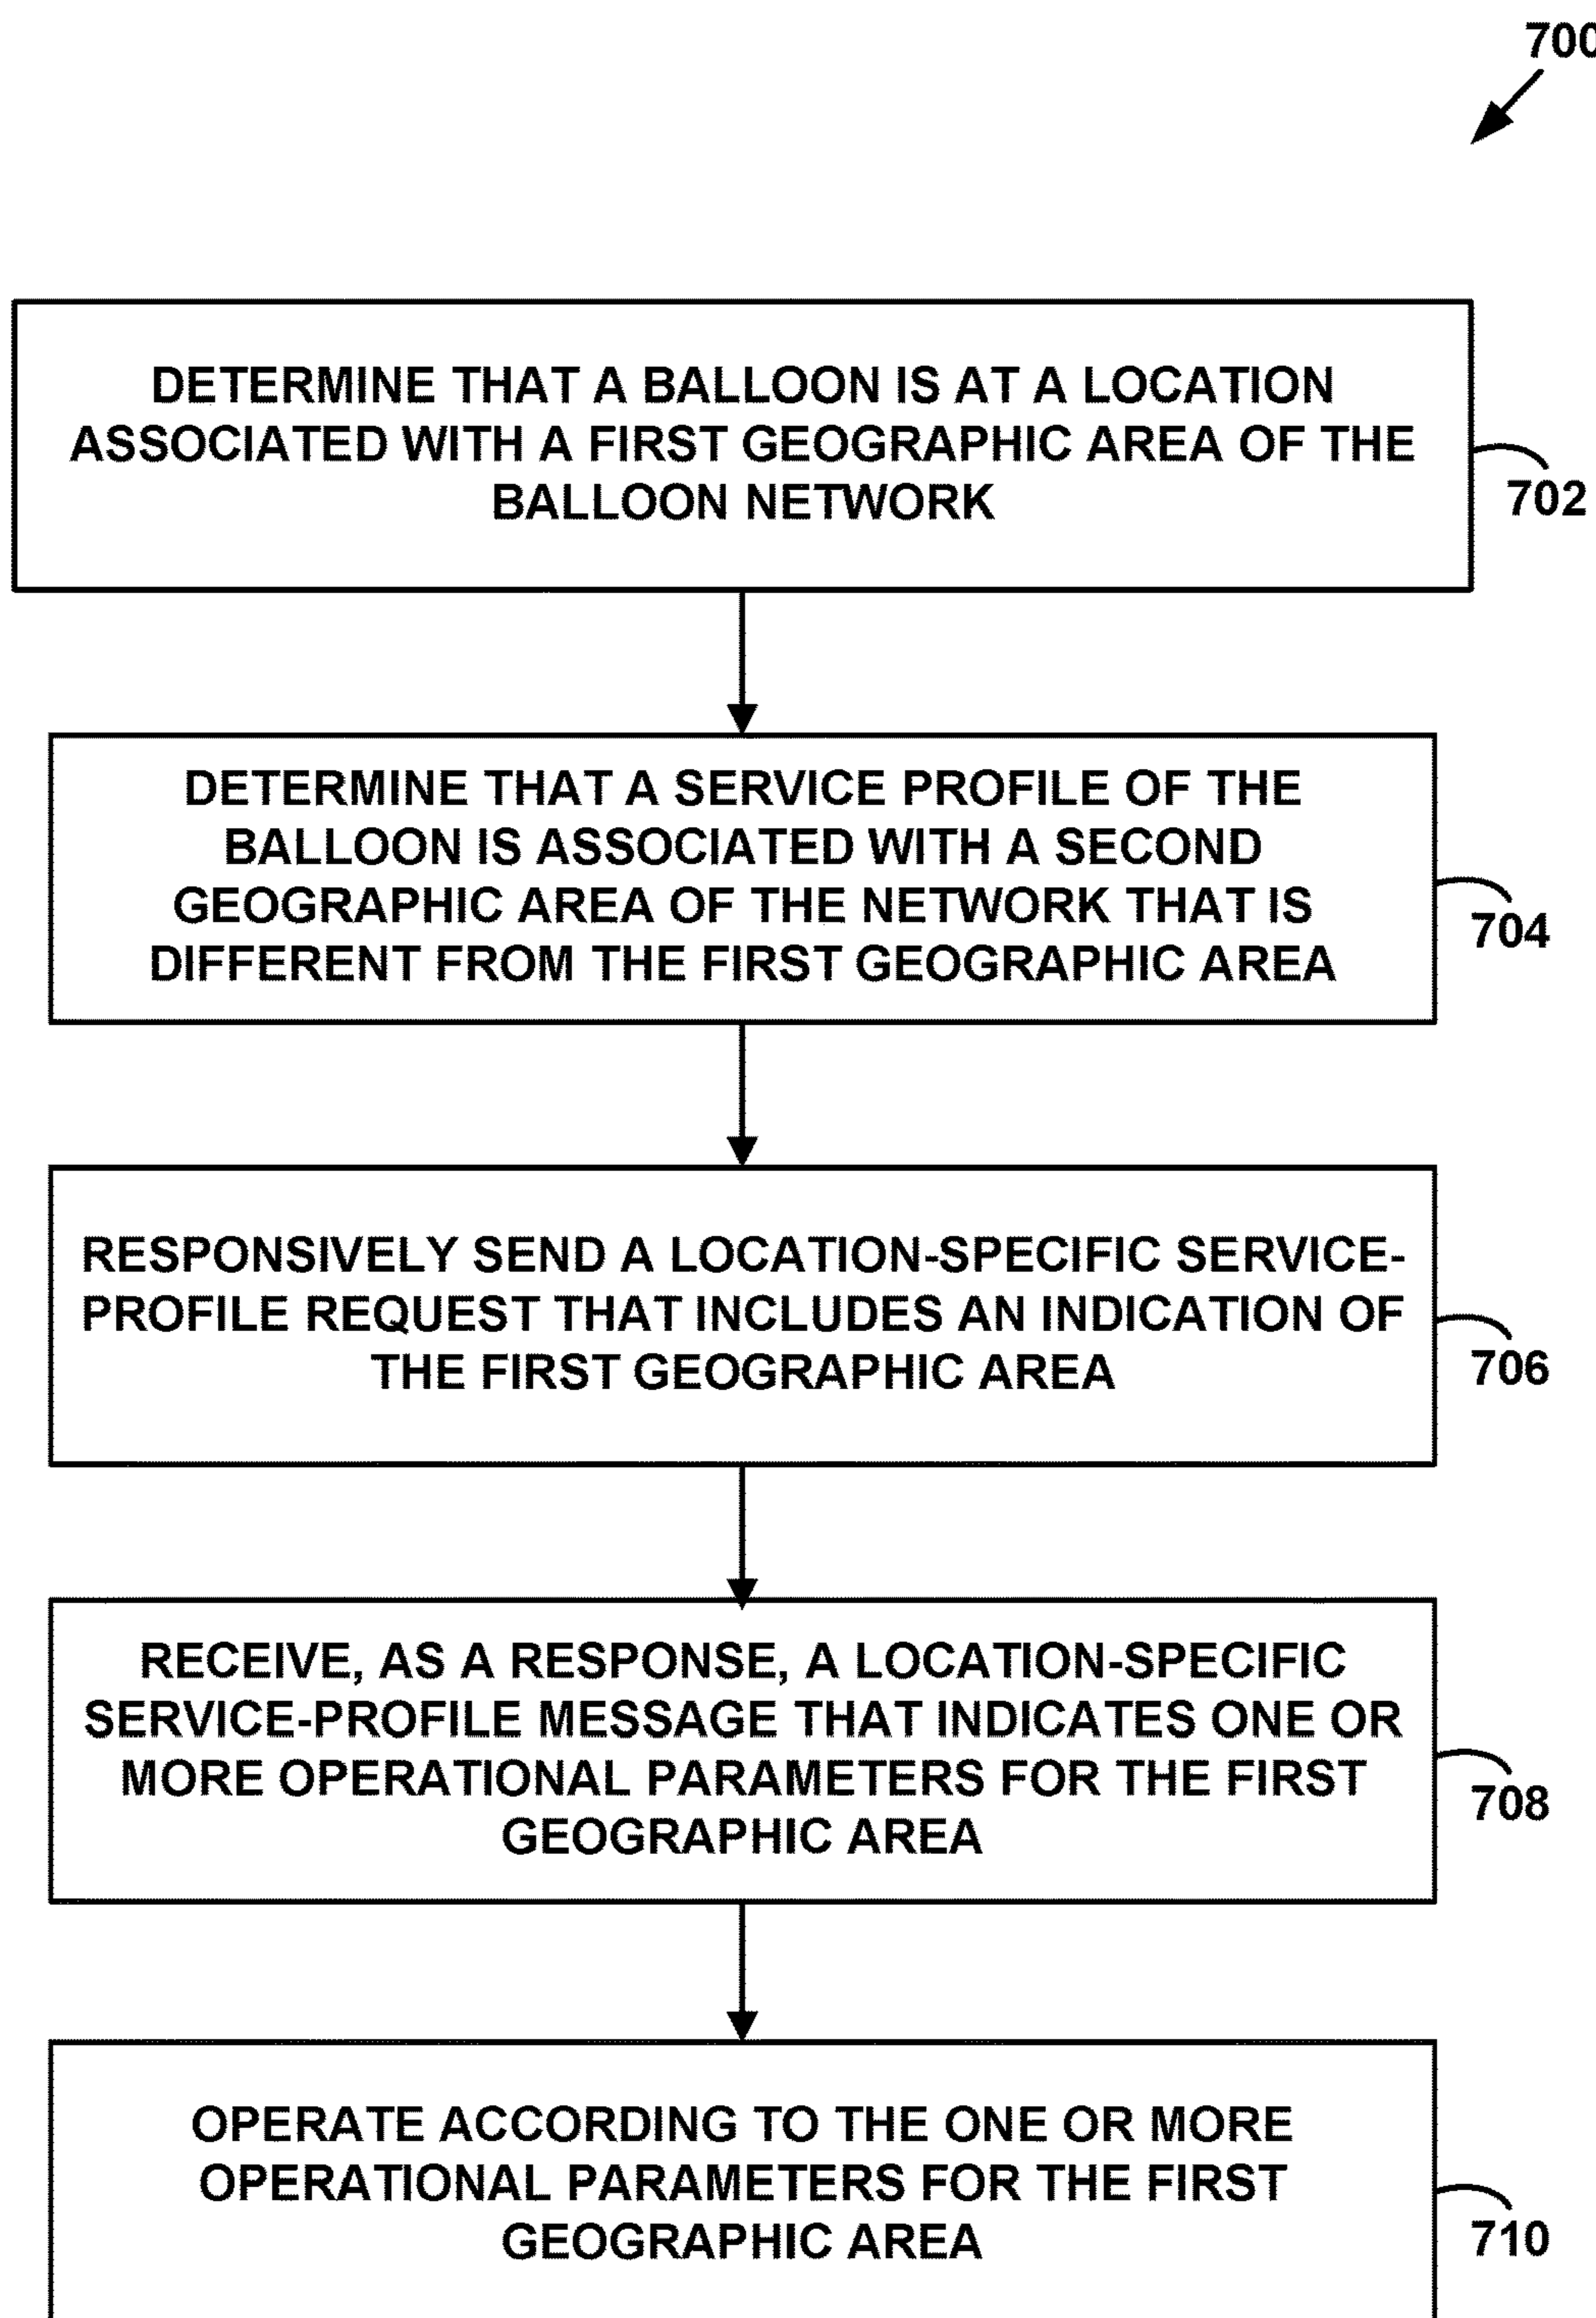 700
DETERMINE THAT A BALLOON IS AT A LOCATION
ASSOCIATED WITH A FIRST GEOGRAPHIC AREA OF THE
BALLOON NETWORK
702
DETERMINE THAT A SERVICE PROFILE OF THE
BALLOON IS ASSOCIATED WITH A SECOND
GEOGRAPHIC AREA OF THE NETWORK THAT IS
DIFFERENT FROM THE FIRST GEOGRAPHIC AREA
704
RESPONSIVELY SEND A LOCATION-SPECIFIC SERVICE-
PROFILE REQUEST THAT INCLUDES AN INDICATION OF
THE FIRST GEOGRAPHIC AREA
706
RECEIVE, AS A RESPONSE, A LOCATION-SPECIFIC
SERVICE-PROFILE MESSAGE THAT INDICATES ONE OR
MORE OPERATIONAL PARAMETERS FOR THE FIRST
GEOGRAPHIC AREA
708
OPERATE ACCORDING TO THE ONE OR MORE
OPERATIONAL PARAMETERS FOR THE FIRST
GEOGRAPHIC AREA
710